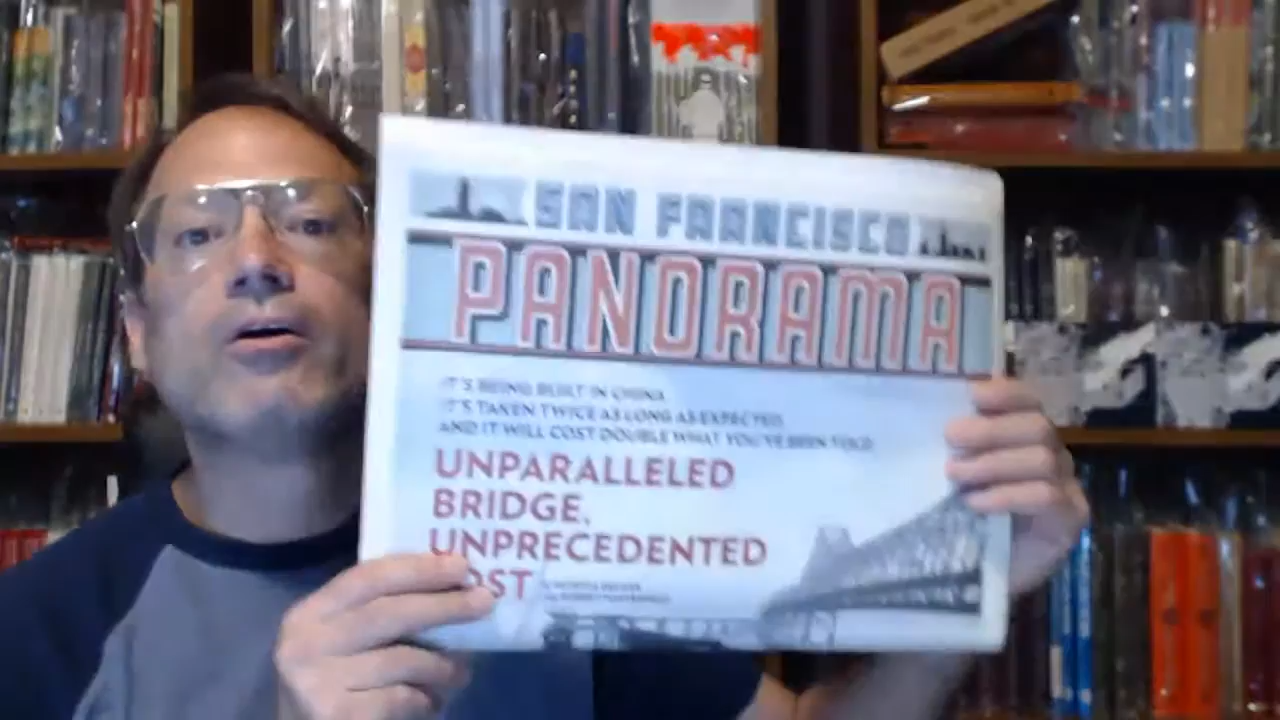 SAN FRANCISCO
PANORAMA
IT'S BEING BUILT IN CHINA
IT'S TAKEN TWICE AS LONG AS EXPECTED
AND IT WILL COST DOUBLE WHAT YOU'VE BEEN TOLD
UNPARALLELED
BRIDGE,
UNPRECEDENTED
OST